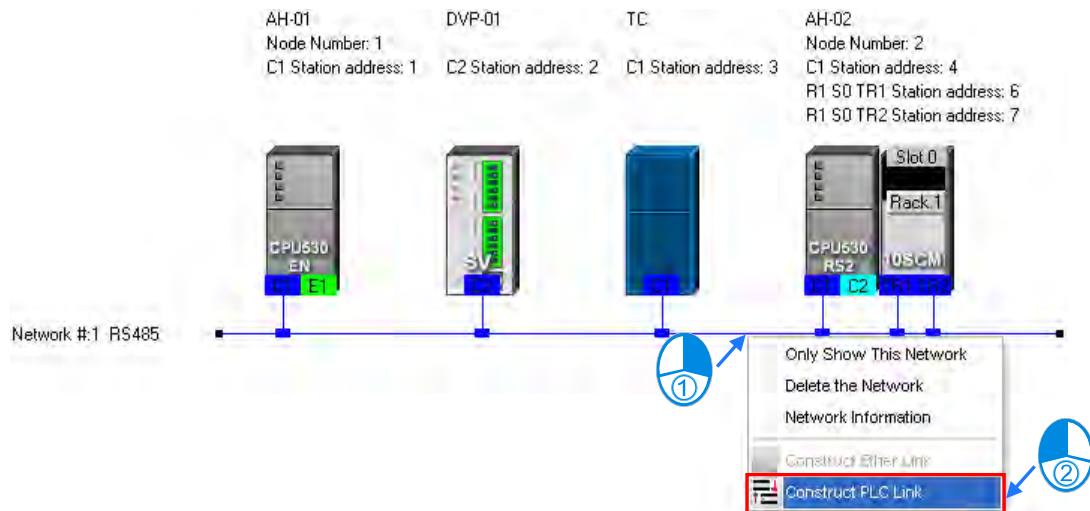 AH-01
Node Number: 1
C1 Station address: 1
DVP-01
C2 Station address: 2
TC
C1 Station address: 3
AH-02
Node Number: 2
C1 Station address: 4
R1 S0 TR1 Station address: 6
R1 S0 TR2 Station address: 7
CPU530
EN
C1 E1
SV_
C2
C1
CPU530
RS2
C1 C2
Slot 0
Rack.1
10SCM
TR1 TR2
Network #:1 RS485
①
Only Show This Network
Delete the Network
Network Information
Construct Ether Link
Construct PLC Link
②